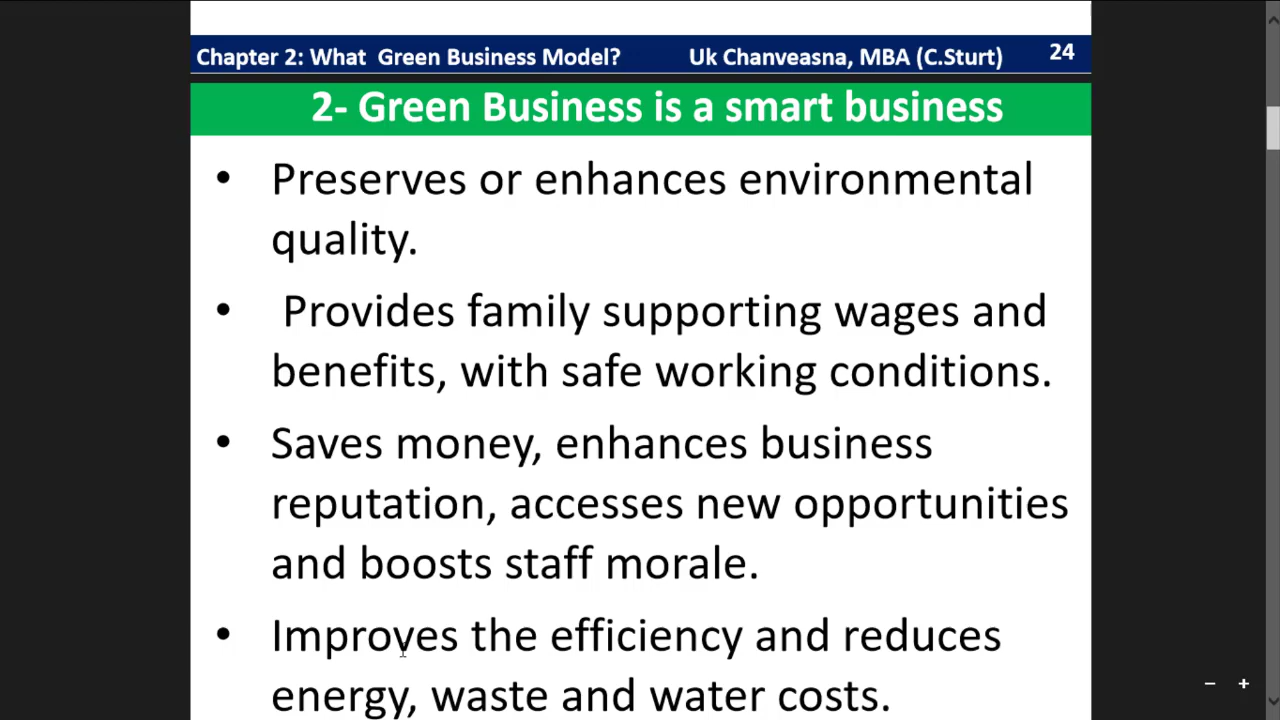 Chapter 2: What Green Business Model? Uk Chanveasna, MBA (C.Sturt) 24
2- Green Business is a smart business
• Preserves or enhances environmental
quality.
• Provides family supporting wages and
benefits, with safe working conditions.
• Saves money, enhances business
reputation, accesses new opportunities
and boosts staff morale.
• Improves the efficiency and reduces
energy, waste and water costs.